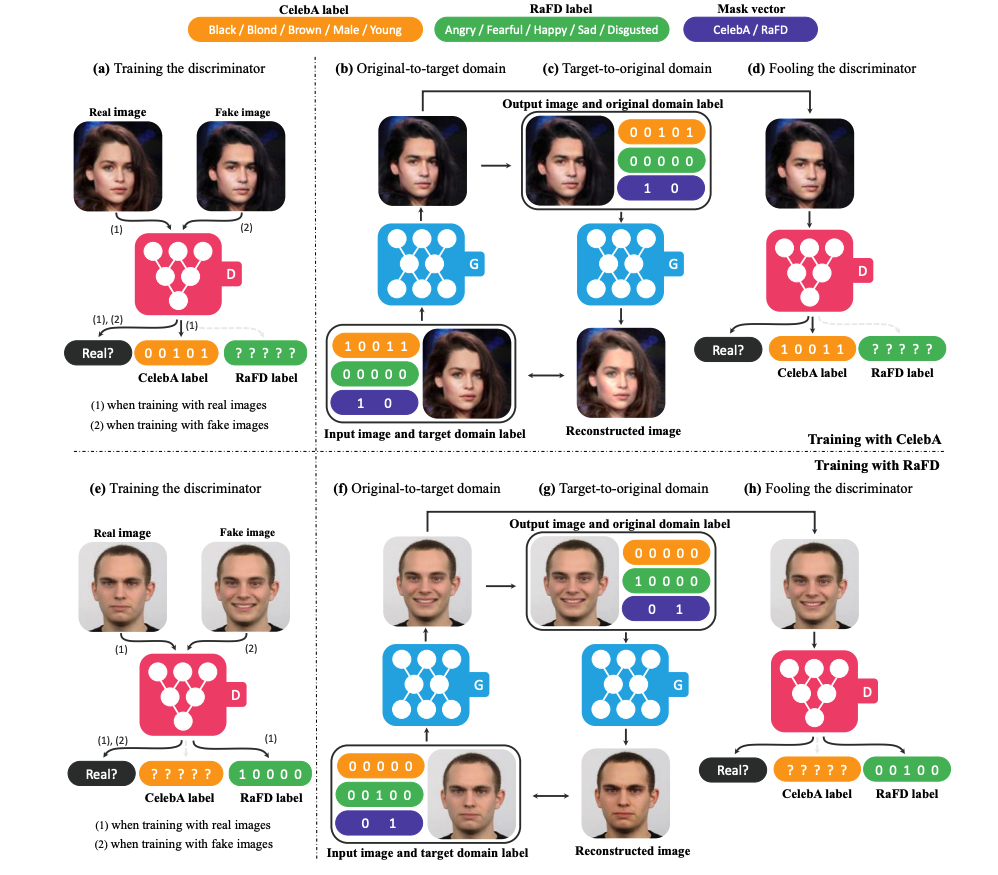 CelebA label
RaFD label
Mask vector
Black / Blond / Brown / Male / Young
Angry / Fearful / Happy / Sad / Disgusted
CelebA / RaFD
(a) Training the discriminator
(b) Original-to-target domain
(c) Target-to-original domain
(d) Fooling the discriminator
Real image
Fake image
(1)
(2)
D
(1), (2)
(1)
Real?
0 0 1 0 1
? ? ? ? ?
CelebA label
RaFD label
(1) when training with real images
(2) when training with fake images
Output image and original domain label
0 0 1 0 1
0 0 0 0 0
1 0
G
G
1 0 0 1 1
0 0 0 0 0
1 0
Input image and target domain label
Reconstructed image
D
Real?
1 0 0 1 1
? ? ? ? ?
CelebA label
RaFD label
Training with CelebA
Training with RaFD
(e) Training the discriminator
(f) Original-to-target domain
(g) Target-to-original domain
(h) Fooling the discriminator
Real image
Fake image
(1)
(2)
D
(1), (2)
(1)
Real?
? ? ? ? ?
1 0 0 0 0
CelebA label
RaFD label
(1) when training with real images
(2) when training with fake images
Output image and original domain label
0 0 0 0 0
1 0 0 0 0
0 1
G
G
0 0 0 0 0
0 0 1 0 0
0 1
Input image and target domain label
Reconstructed image
D
Real?
? ? ? ? ?
0 0 1 0 0
CelebA label
RaFD label